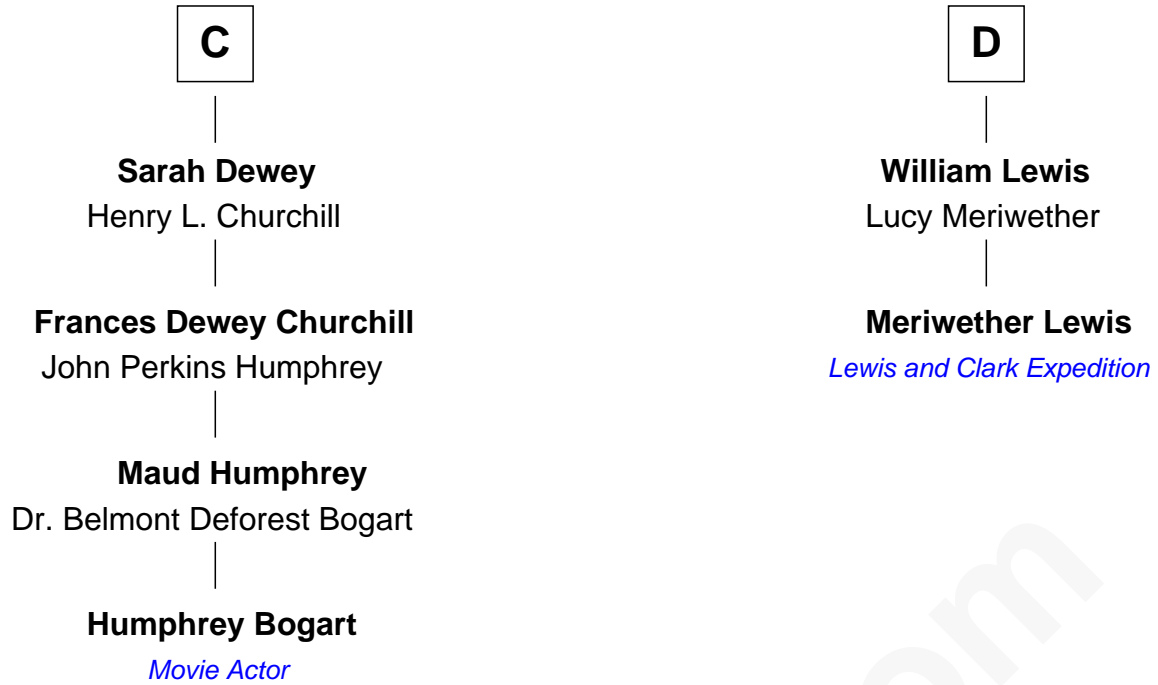 C
Sarah Dewey
Henry L. Churchill
Frances Dewey Churchill
John Perkins Humphrey
Maud Humphrey
Dr. Belmont Deforest Bogart
Humphrey Bogart
Movie Actor
D
William Lewis
Lucy Meriwether
Meriwether Lewis
Lewis and Clark Expedition
om